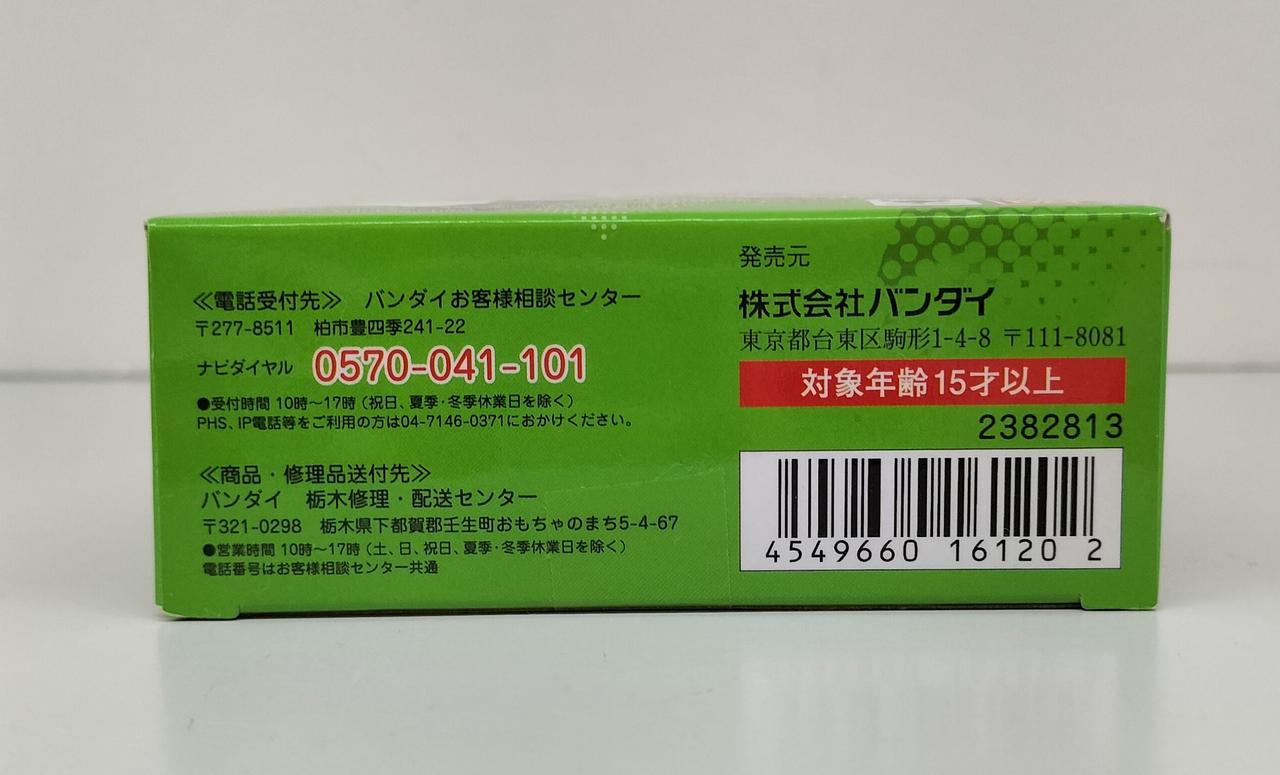 ≪電話受付先≫ バンダイお客様相談センター
〒277-8511 柏市豊四季241-22
ナビダイヤル 0570-041-101
●受付時間 10時〜17時（祝日、夏季・冬季休業日を除く）
PHS、IP電話等をご利用の方は04-7146-0371におかけください。
≪商品・修理品送付先≫
バンダイ 栃木修理・配送センター
〒321-0298 栃木県下都賀郡壬生町おもちゃのまち5-4-67
●営業時間 10時〜17時（土、日、祝日、夏季・冬季休業日を除く）
電話番号はお客様相談センター共通
発売元
株式会社バンダイ
東京都台東区駒形1-4-8 〒111-8081
対象年齢15才以上
2382813
4549660 16120 2